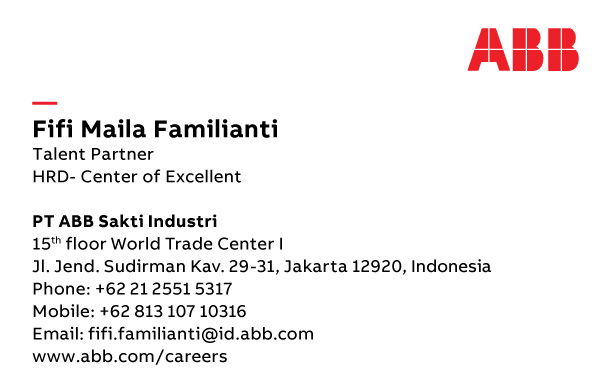 ABB
Fifi Maila Familianti
Talent Partner
HRD- Center of Excellent
PT ABB Sakti Industri
15th floor World Trade Center I
Jl. Jend. Sudirman Kav. 29-31, Jakarta 12920, Indonesia
Phone: +62 21 2551 5317
Mobile: +62 813 107 10316
Email: fifi.familianti@id.abb.com
www.abb.com/careers